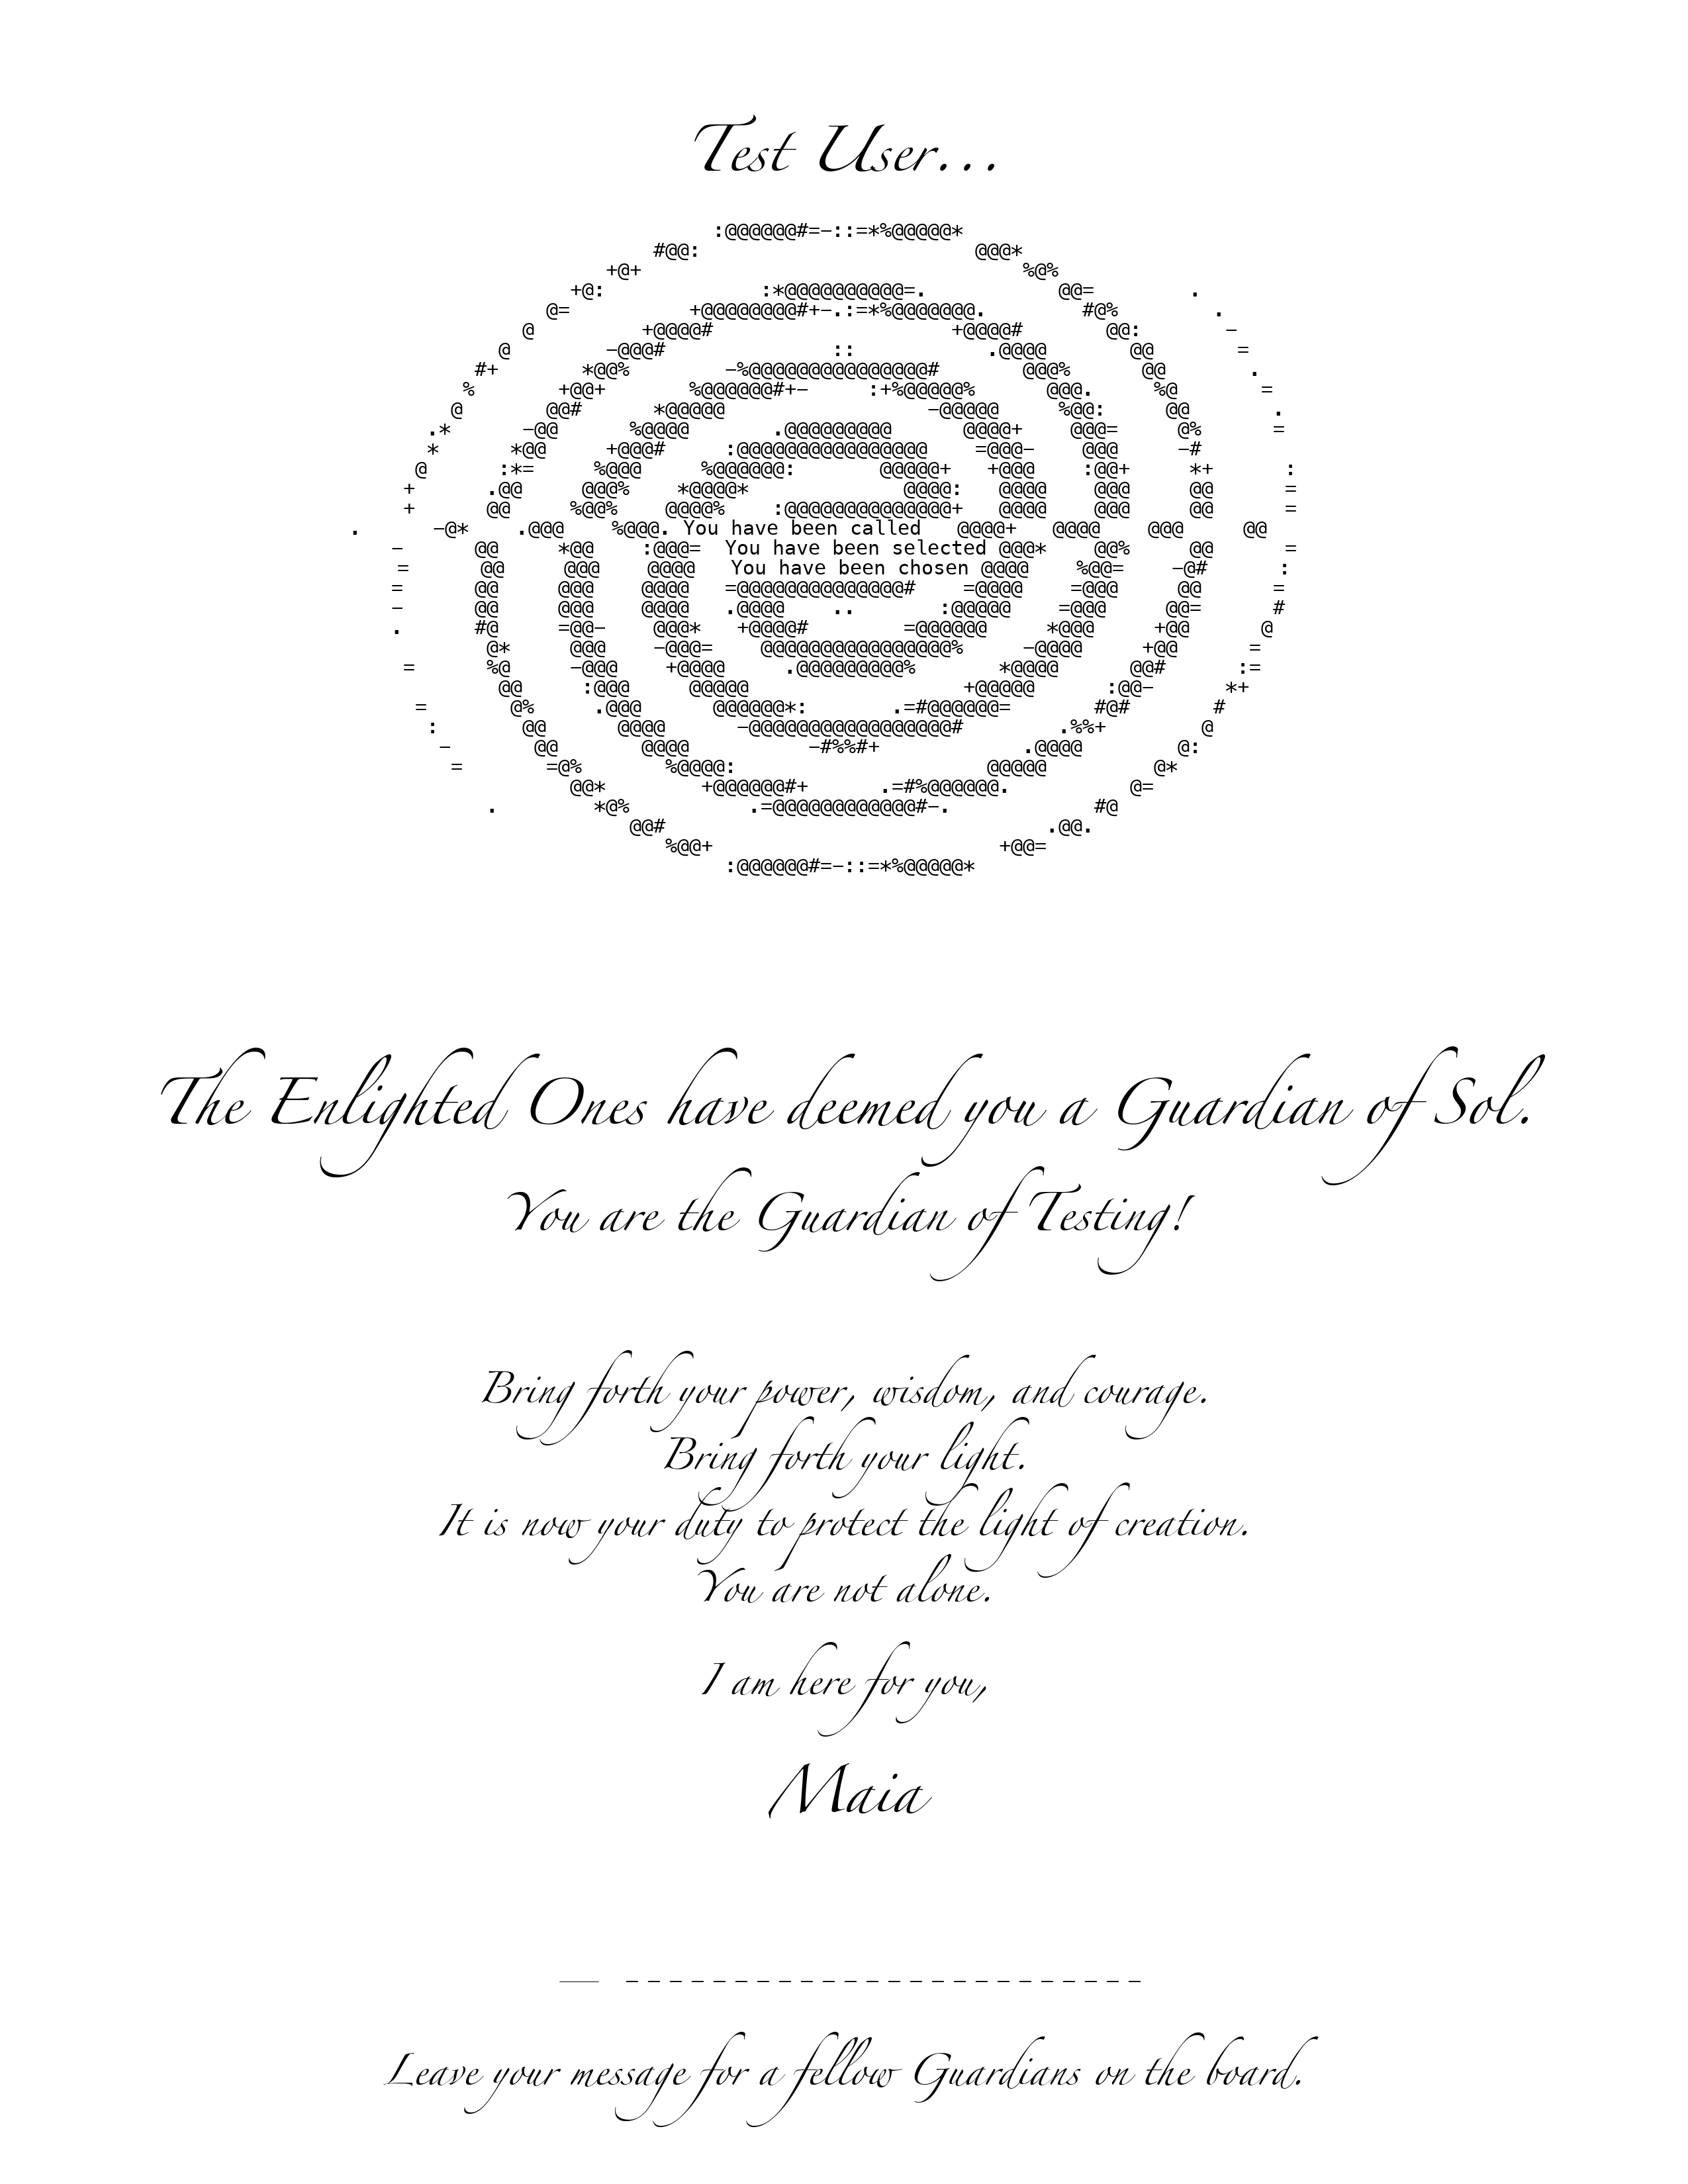 Test User...
:@@@@@@#=-::=*%@@@@@*
#@@: @@@*
+@+ %@%
+@: :*@@@@@@@@@@=. @@= .
@= +@@@@@@@@#+-.:=*%@@@@@@@. #@% .
@ +@@@@# +@@@@# @@: -
@ -@@@# :: .@@@@ @@ =
#+ *@@% -%@@@@@@@@@@@@@@@# @@@% @@ .
% +@@+ %@@@@@@#+- :+%@@@@@% @@@. %@ =
@ @@# *@@@@@ -@@@@@ %@@: @@ .
.* -@@ %@@@@ .@@@@@@@@@ @@@@+ @@@= @% =
* *@@ +@@@# :@@@@@@@@@@@@@@@@ =@@@- @@@ -#
@ :*= %@@@ %@@@@@@: @@@@@+ +@@@ :@@+ *+ :
+ .@@ @@@% *@@@@* @@@@: @@@@ @@@ @@ =
+ @@ %@@% @@@@% :@@@@@@@@@@@@@@+ @@@@ @@@ @@ =
. -@* .@@@ %@@@. You have been called @@@@+ @@@@ @@@ @@
- @@ *@@ :@@@= You have been selected @@@* @@% @@ =
= @@ @@@ @@@@ You have been chosen @@@@ %@@= -@# :
= @@ @@@ @@@@ =@@@@@@@@@@@@@@# =@@@@ =@@@ @@ =
- @@ @@@ @@@@ .@@@@ .. :@@@@@ =@@@ @@= #
. #@ =@@- @@@* +@@@@# =@@@@@@ *@@@ +@@ @
@* @@@ -@@@= @@@@@@@@@@@@@@@@% -@@@@ +@@ =
= %@ -@@@ +@@@@ .@@@@@@@@@% *@@@@ @@# :=
@@ :@@@ @@@@@ +@@@@@ :@@- *+
= @% .@@@ @@@@@@*: .=#@@@@@@= #@# #
: @@ @@@@ -@@@@@@@@@@@@@@@@@# .%%+ @
- @@ @@@@ -#%%#+ .@@@@ @:
= =@% %@@@@: @@@@@ @*
@@* +@@@@@@#+ .=#%@@@@@@. @=
. *@% .=@@@@@@@@@@@@#-. #@
@@# .@@.
%@@+ +@@=
:@@@@@@#=-::=*%@@@@@*
The Enlighted Ones have deemed you a Guardian of Sol.
You are the Guardian of Testing!
Bring forth your power, wisdom, and courage.
Bring forth your light.
It is now your duty to protect the light of creation.
You are not alone.
I am here for you,
Maia
— - - - - - - - - - - - - - - - - - - - - - - - -
Leave your message for a fellow Guardians on the board.